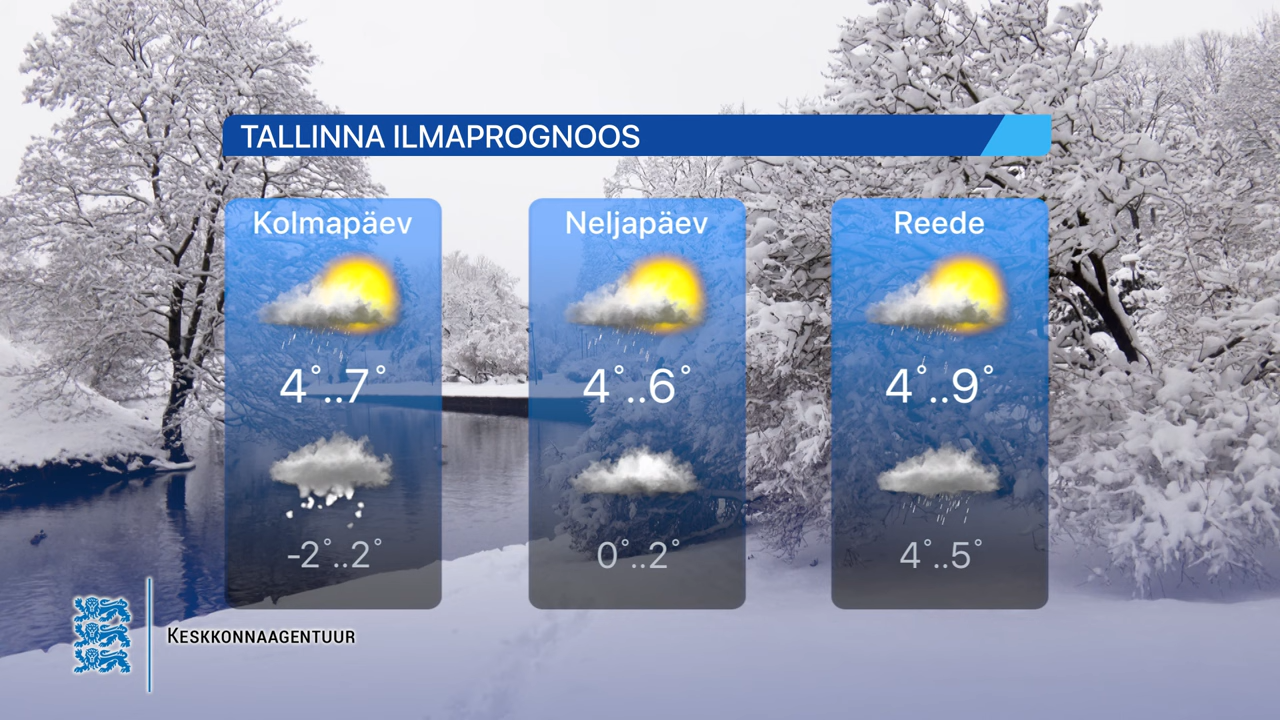 TALLINNA ILMAPROGNOOS
Kolmapäev
4°..7°
-2°..2°
Neljapäev
4°..6°
0°..2°
Reede
4°..9°
4°..5°
KESKKONNAAGENTUUR